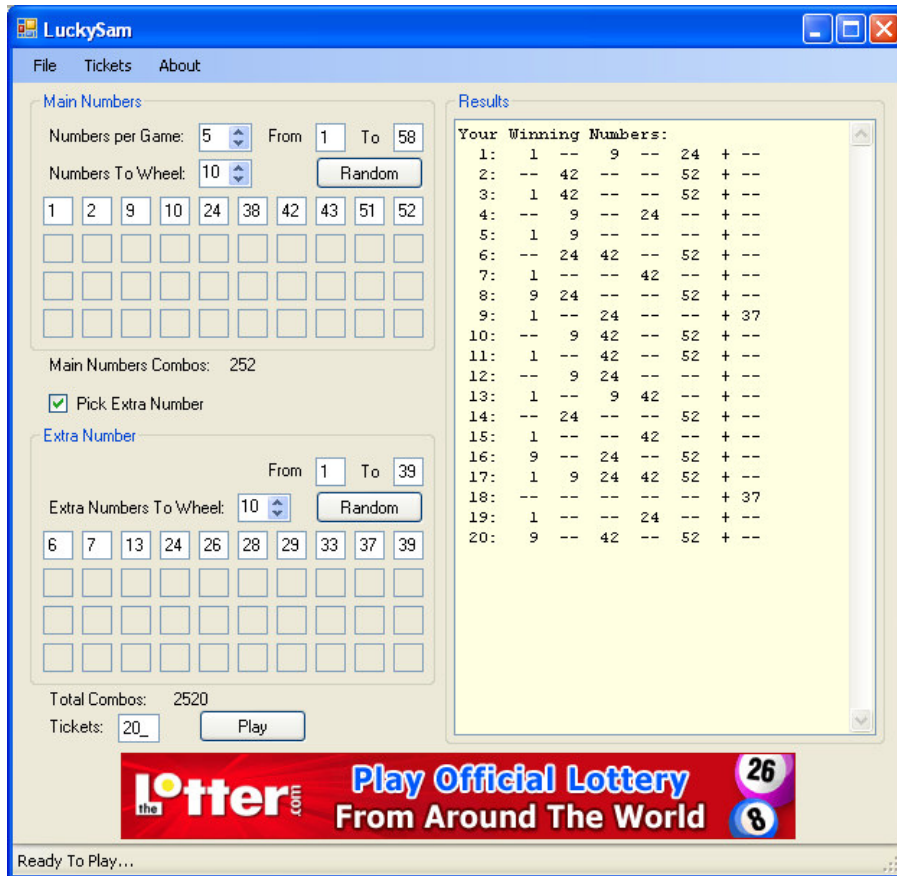 LuckySam
File Tickets About
Main Numbers
Numbers per Game: 5 From 1 To 58
Numbers To Wheel: 10 Random
1 2 9 10 24 38 42 43 51 52
Main Numbers Combos: 252
Pick Extra Number
Extra Number
From 1 To 39
Extra Numbers To Wheel: 10 Random
6 7 13 24 26 28 29 33 37 39
Total Combos: 2520
Tickets: 20_ Play
Results
Your Winning Numbers:
1: 1 -- 9 -- 24 + --
2: -- 42 -- -- 52 + --
3: 1 42 -- -- 52 + --
4: -- 9 -- 24 -- + --
5: 1 9 -- -- -- + --
6: -- 24 42 -- 52 + --
7: 1 -- -- 42 -- + --
8: 9 24 -- -- 52 + --
9: 1 -- 24 -- -- + 37
10: -- 9 42 -- 52 + --
11: 1 -- 42 -- 52 + --
12: -- 9 24 -- -- + --
13: 1 -- 9 42 -- + --
14: -- 24 -- -- 52 + --
15: 1 -- -- 42 -- + --
16: 9 -- 24 -- 52 + --
17: 1 9 24 42 52 + --
18: -- -- -- -- -- + 37
19: 1 -- -- 24 -- + --
20: 9 -- 42 -- 52 + --
the Lotter.com
Play Official Lottery
From Around The World
26
8
Ready To Play...